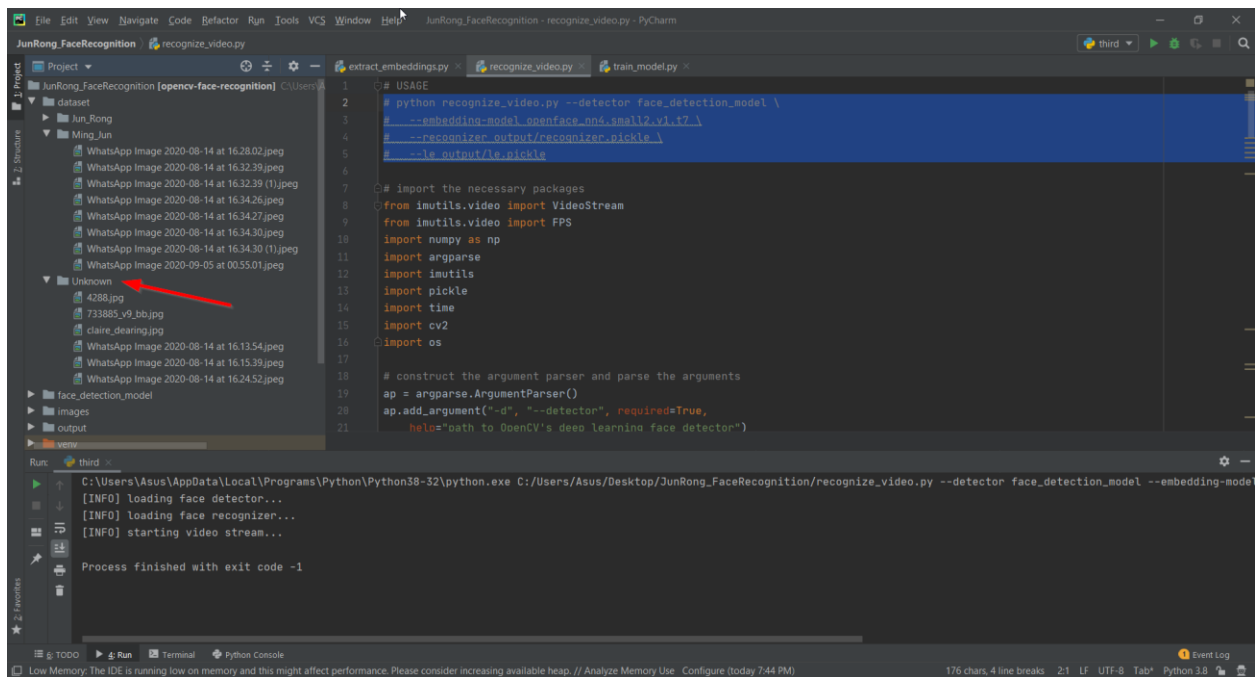 File Edit View Navigate Code Refactor Run Tools VCS Window Help JunRong_FaceRecognition - recognize_video.py - PyCharm
JunRong_FaceRecognition recognize_video.py third
Project extract_embeddings.py recognize_video.py train_model.py
1: Project
JunRong_FaceRecognition [opencv-face-recognition] C:\Users\A
dataset
Jun_Rong
Ming_Jun
WhatsApp Image 2020-08-14 at 16.28.02.jpeg
WhatsApp Image 2020-08-14 at 16.32.39.jpeg
WhatsApp Image 2020-08-14 at 16.32.39 (1).jpeg
WhatsApp Image 2020-08-14 at 16.34.26.jpeg
WhatsApp Image 2020-08-14 at 16.34.27.jpeg
WhatsApp Image 2020-08-14 at 16.34.30.jpeg
WhatsApp Image 2020-08-14 at 16.34.30 (1).jpeg
WhatsApp Image 2020-09-05 at 00.55.01.jpeg
Unknown
4288.jpg
733885_v9_bb.jpg
claire_dearing.jpg
WhatsApp Image 2020-08-14 at 16.13.54.jpeg
WhatsApp Image 2020-08-14 at 16.15.39.jpeg
WhatsApp Image 2020-08-14 at 16.24.52.jpeg
face_detection_model
images
output
venv
Z: Structure
1 # USAGE
2 # python recognize_video.py --detector face_detection_model \
3 # --embedding-model openface_nn4.small2.v1.t7 \
4 # --recognizer output/recognizer.pickle \
5 # --le output/le.pickle
6
7 # import the necessary packages
8 from imutils.video import VideoStream
9 from imutils.video import FPS
10 import numpy as np
11 import argparse
12 import imutils
13 import pickle
14 import time
15 import cv2
16 import os
17
18 # construct the argument parser and parse the arguments
19 ap = argparse.ArgumentParser()
20 ap.add_argument("-d", "--detector", required=True,
21 help="path to OpenCV's deep learning face detector")
Run: third
C:\Users\Asus\AppData\Local\Programs\Python\Python38-32\python.exe C:/Users/Asus/Desktop/JunRong_FaceRecognition/recognize_video.py --detector face_detection_model --embedding-model
[INFO] loading face detector...
[INFO] loading face recognizer...
[INFO] starting video stream...
Process finished with exit code -1
2: Favorites
6: TODO 4: Run Terminal Python Console 1 Event Log
Low Memory: The IDE is running low on memory and this might affect performance. Please consider increasing available heap. // Analyze Memory Use Configure (today 7:44 PM) 176 chars, 4 line breaks 2:1 LF UTF-8 Tab* Python 3.8